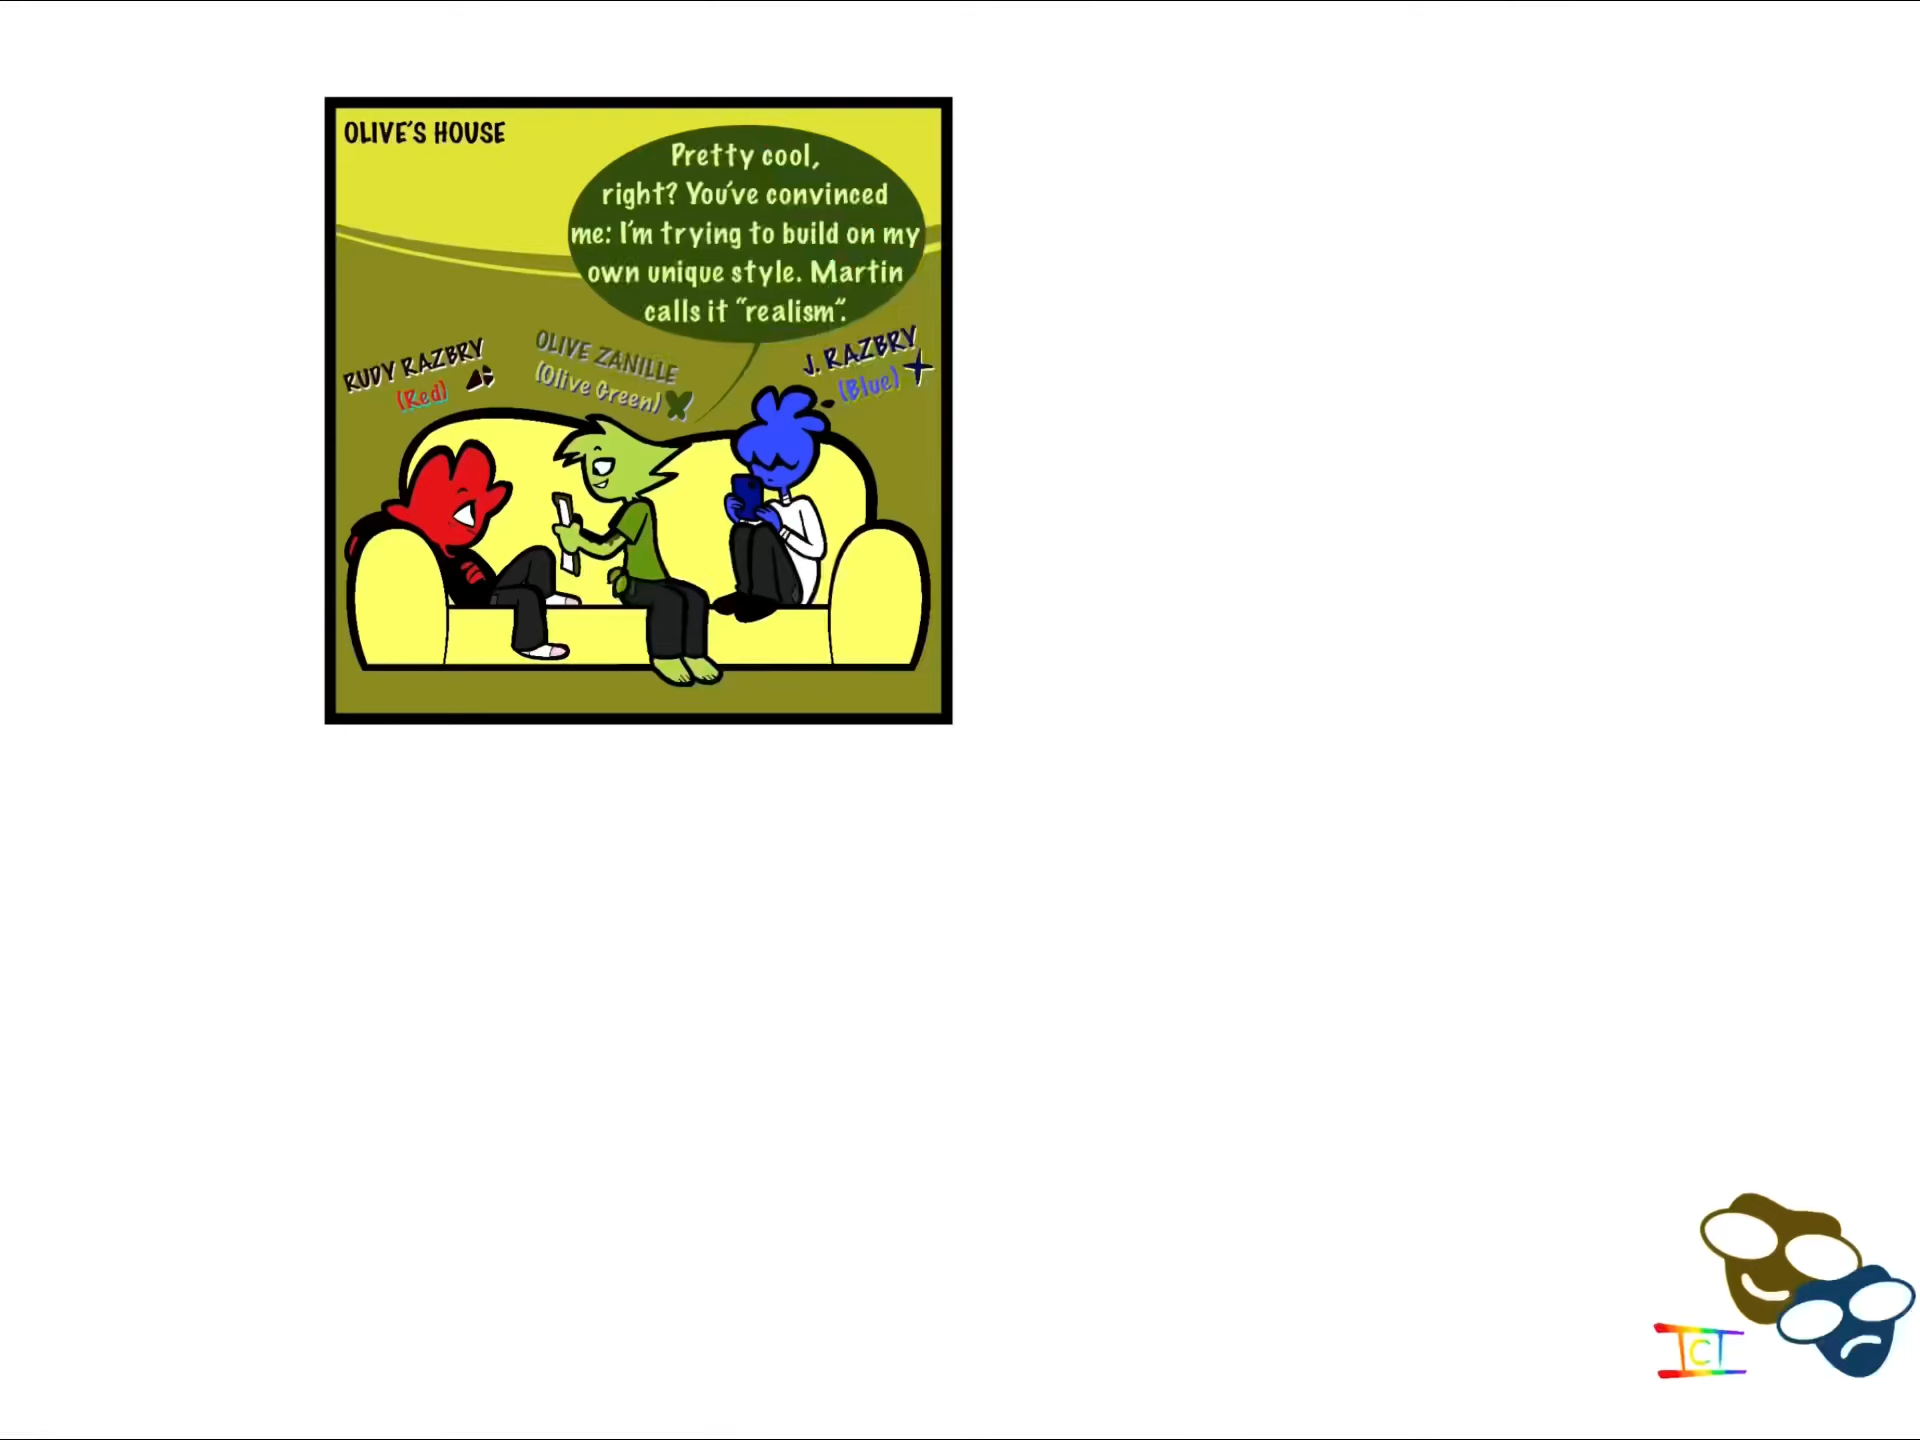 OLIVE'S HOUSE
Pretty cool,
right? You've convinced
me: I'm trying to build on my
own unique style. Martin
calls it "realism".
RUDY RAZBRY
(Red)
OLIVE ZANILLE
(Olive Green)
J. RAZBRY
(Blue)
ICI